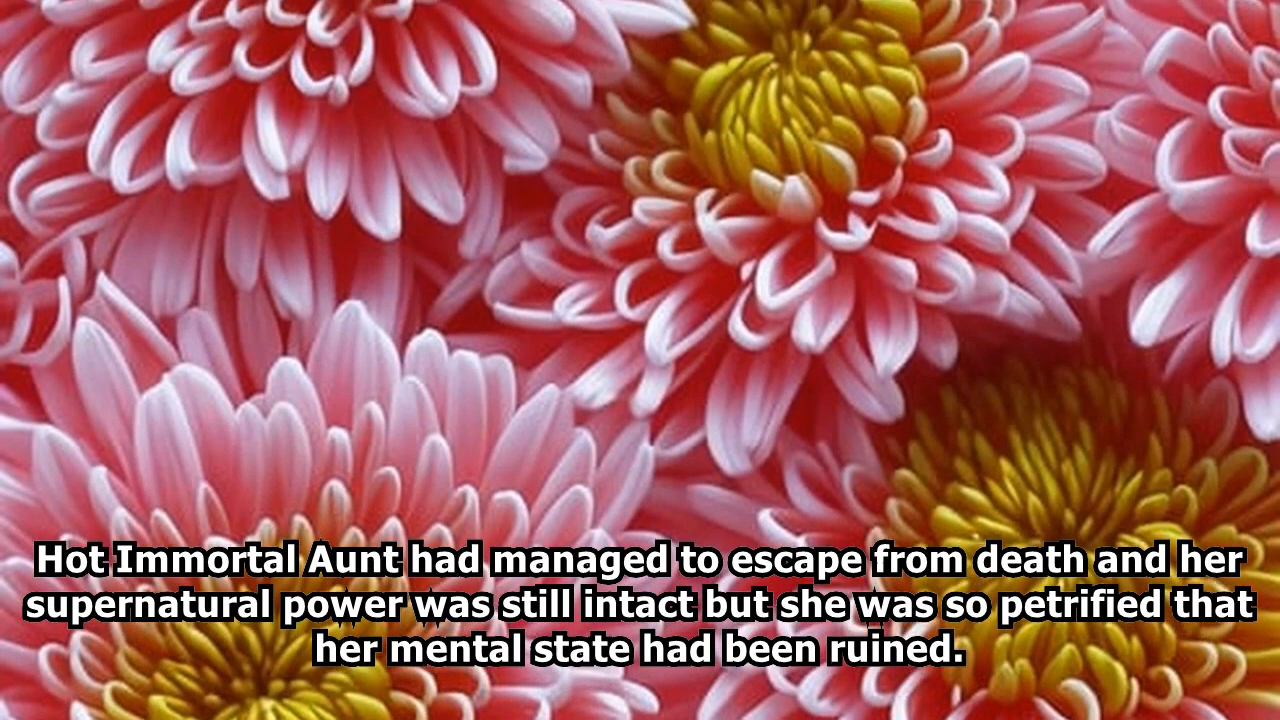 Hot Immortal Aunt had managed to escape from death and her
supernatural power was still intact but she was so petrified that
her mental state had been ruined.